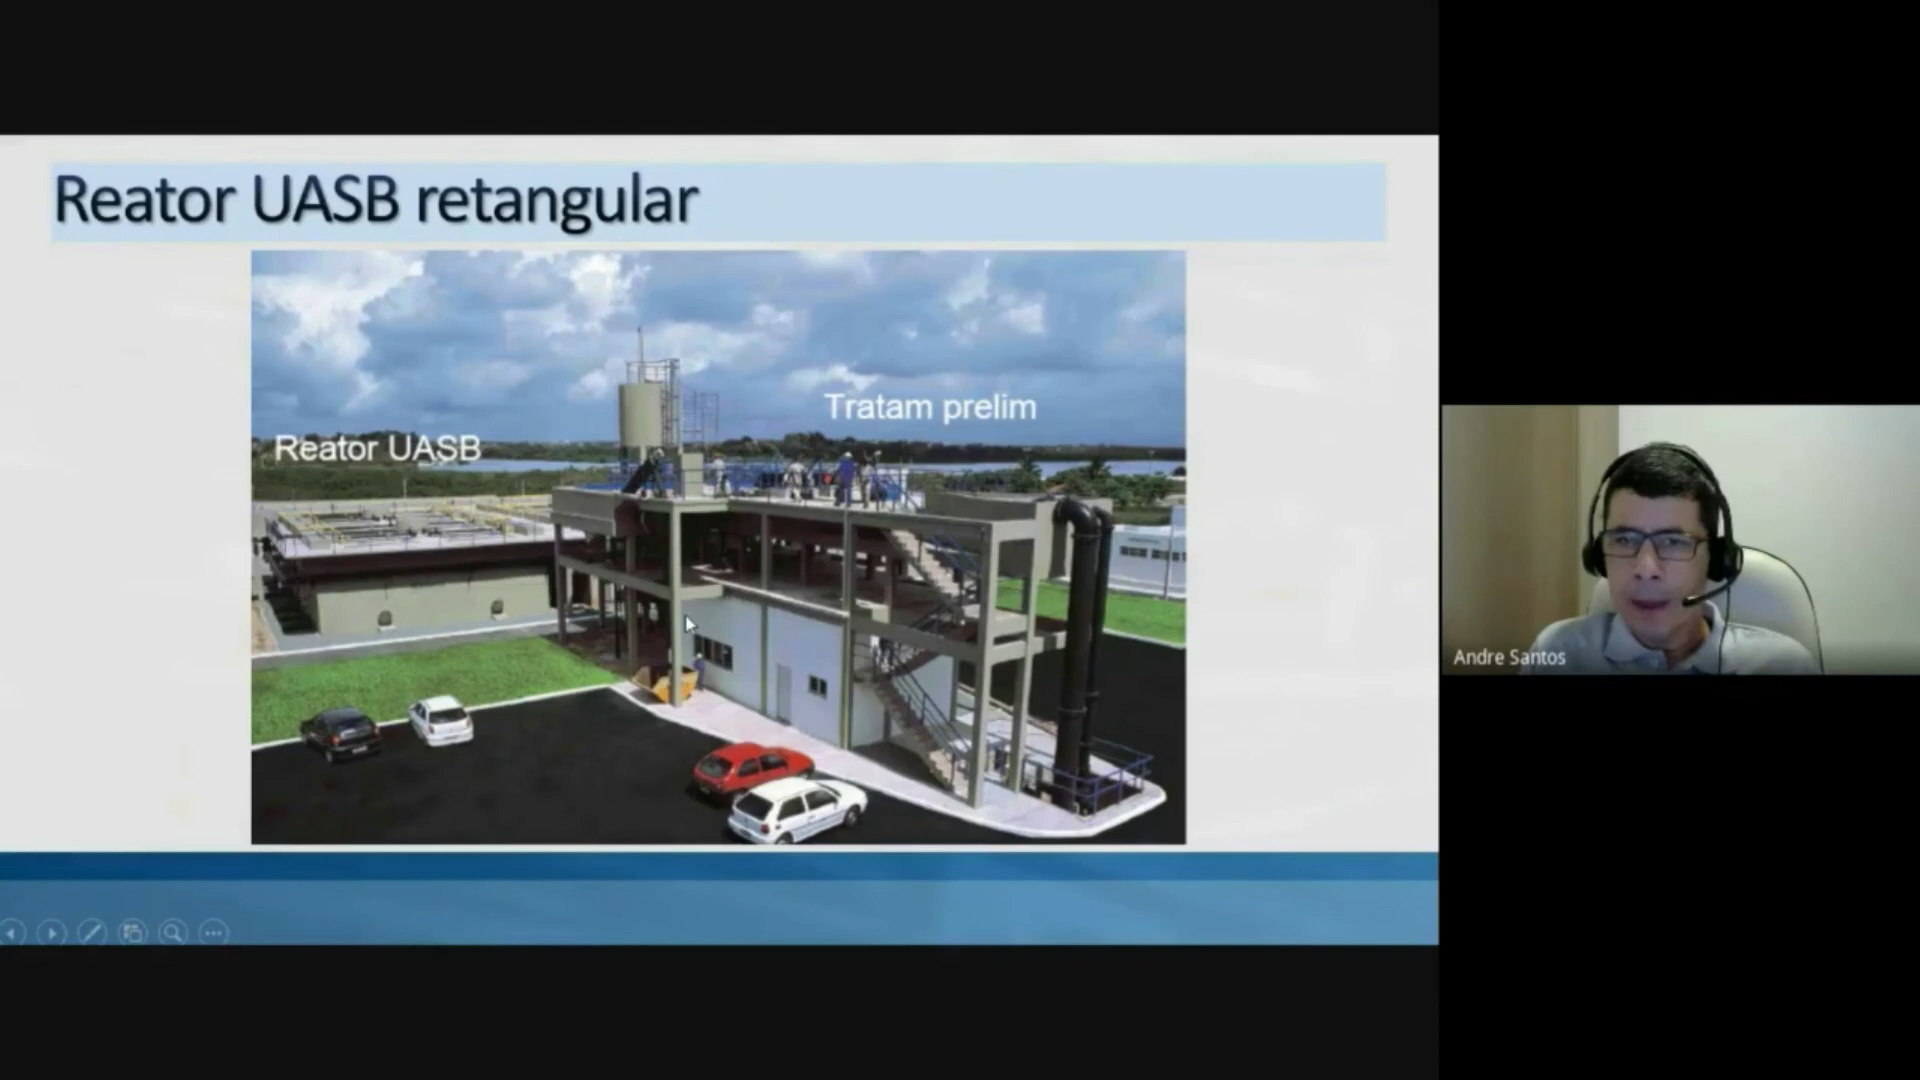 Reator UASB retangular
Tratam prelim
Reator UASB
Andre Santos